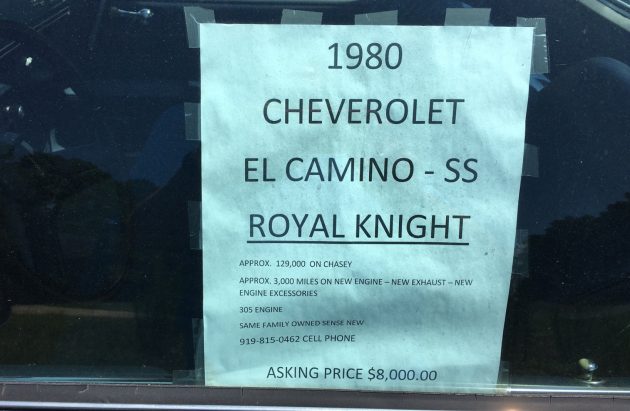 1980
CHEVEROLET
EL CAMINO - SS
ROYAL KNIGHT
APPROX. 129,000 ON CHASEY
APPROX. 3,000 MILES ON NEW ENGINE – NEW EXHAUST – NEW
ENGINE EXCESSORIES
305 ENGINE
SAME FAMILY OWNED SENSE NEW
919-815-0462 CELL PHONE
ASKING PRICE $8,000.00